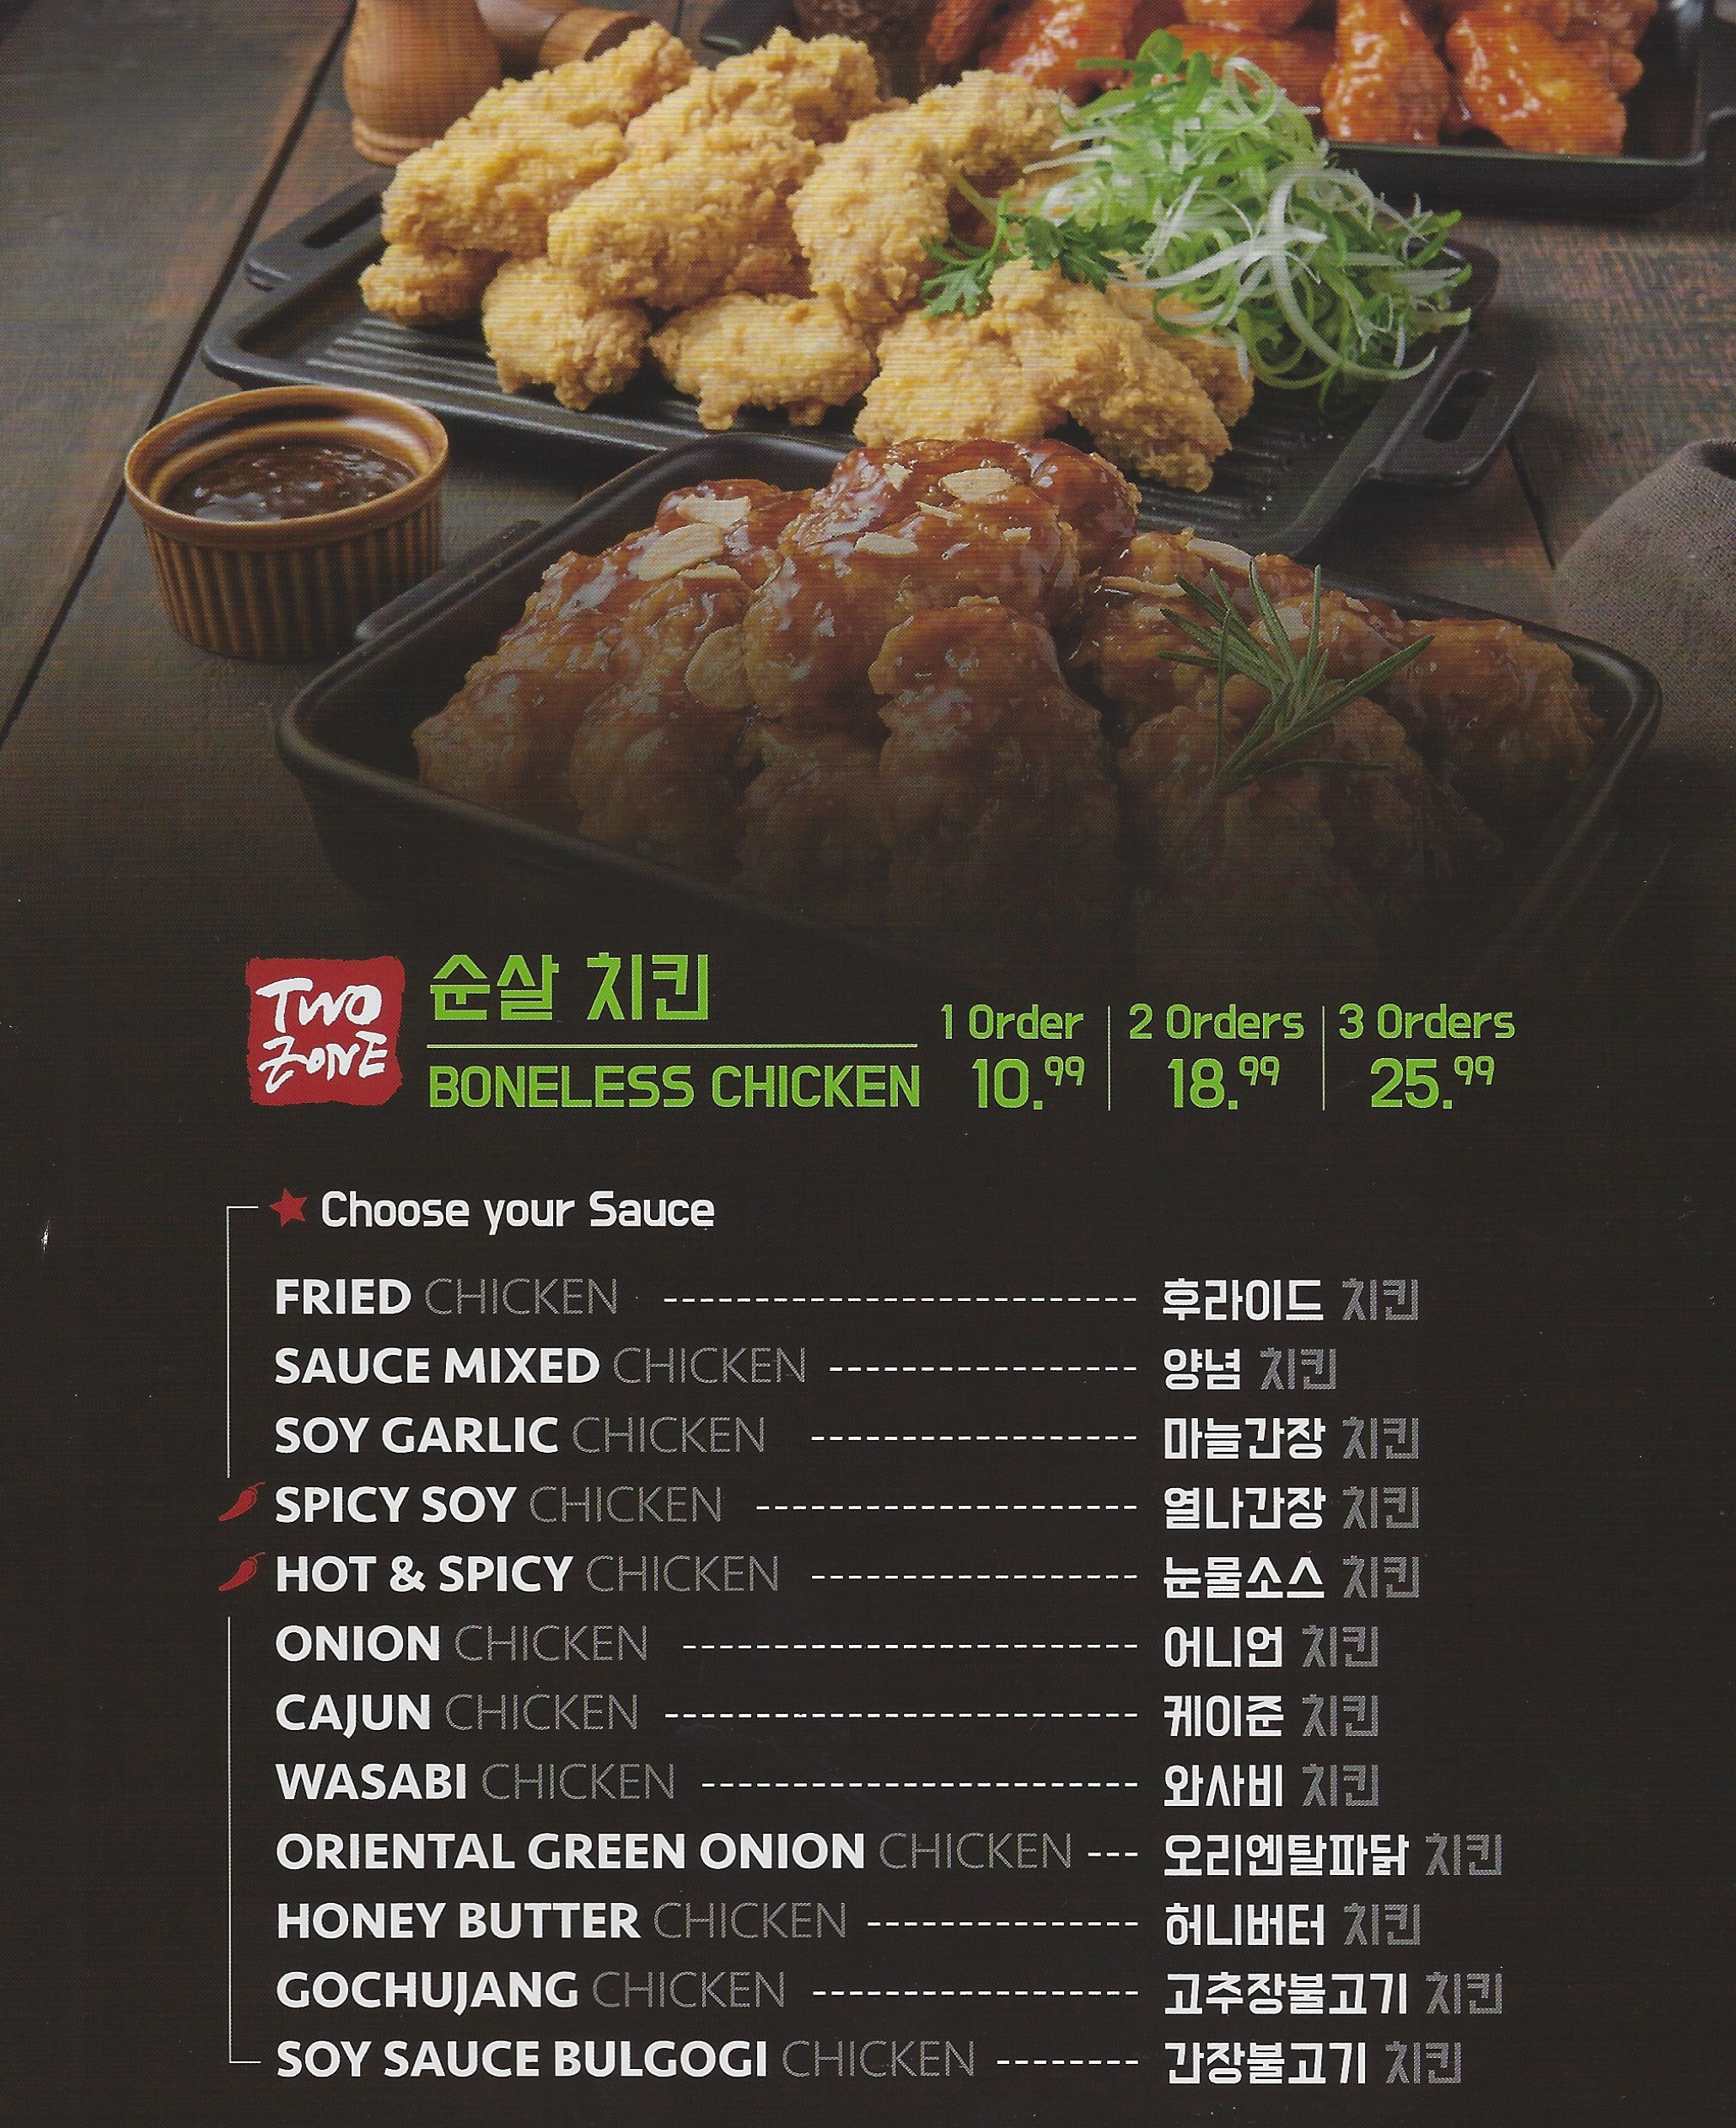 TWO
ZONE
순살 치킨
BONELESS CHICKEN
1 Order 2 Orders 3 Orders
10.99 18.99 25.99
Choose your Sauce
FRIED CHICKEN 후라이드 치킨
SAUCE MIXED CHICKEN 양념 치킨
SOY GARLIC CHICKEN 마늘간장 치킨
SPICY SOY CHICKEN 열나간장 치킨
HOT & SPICY CHICKEN 눈물소스 치킨
ONION CHICKEN 어니언 치킨
CAJUN CHICKEN 케이준 치킨
WASABI CHICKEN 와사비 치킨
ORIENTAL GREEN ONION CHICKEN 오리엔탈파닭 치킨
HONEY BUTTER CHICKEN 허니버터 치킨
GOCHUJANG CHICKEN 고추장불고기 치킨
SOY SAUCE BULGOGI CHICKEN 간장불고기 치킨